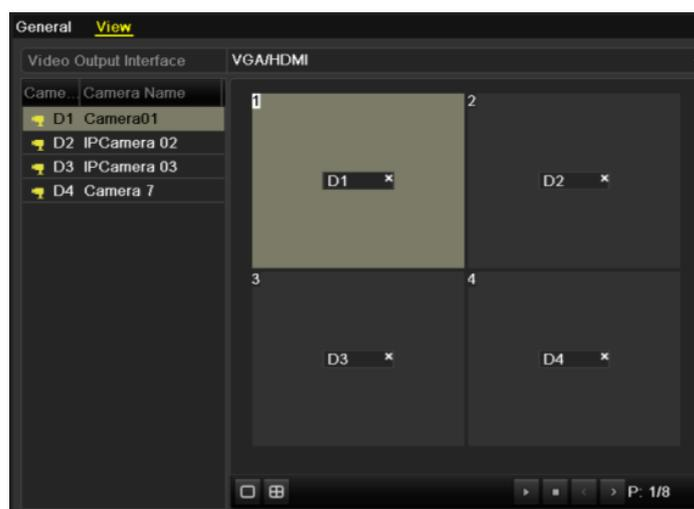 General View
Video Output Interface VGA/HDMI
Came... Camera Name
D1 Camera01
D2 IPCamera 02
D3 IPCamera 03
D4 Camera 7
1 2
D1 × D2 ×
3 4
D3 × D4 ×
P: 1/8